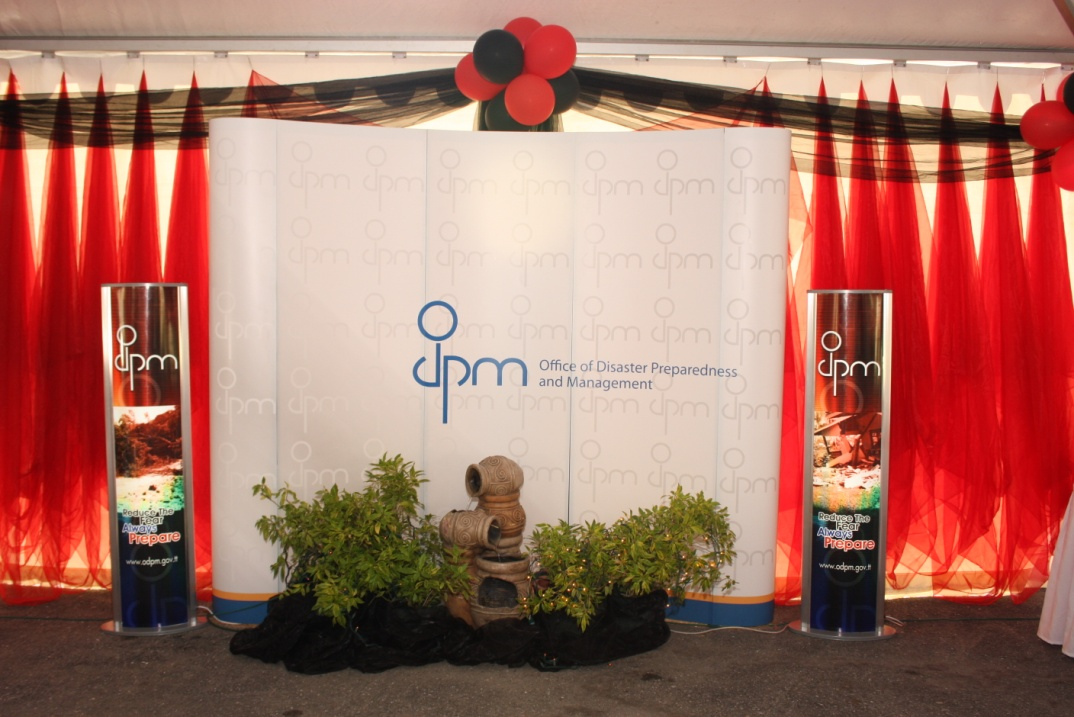 odpm
Reduce The
Fear
Always
Prepare
www.odpm.gov.tt
odpm
Office of Disaster Preparedness
and Management
odpm
Reduce The
Fear
Always
Prepare
www.odpm.gov.tt